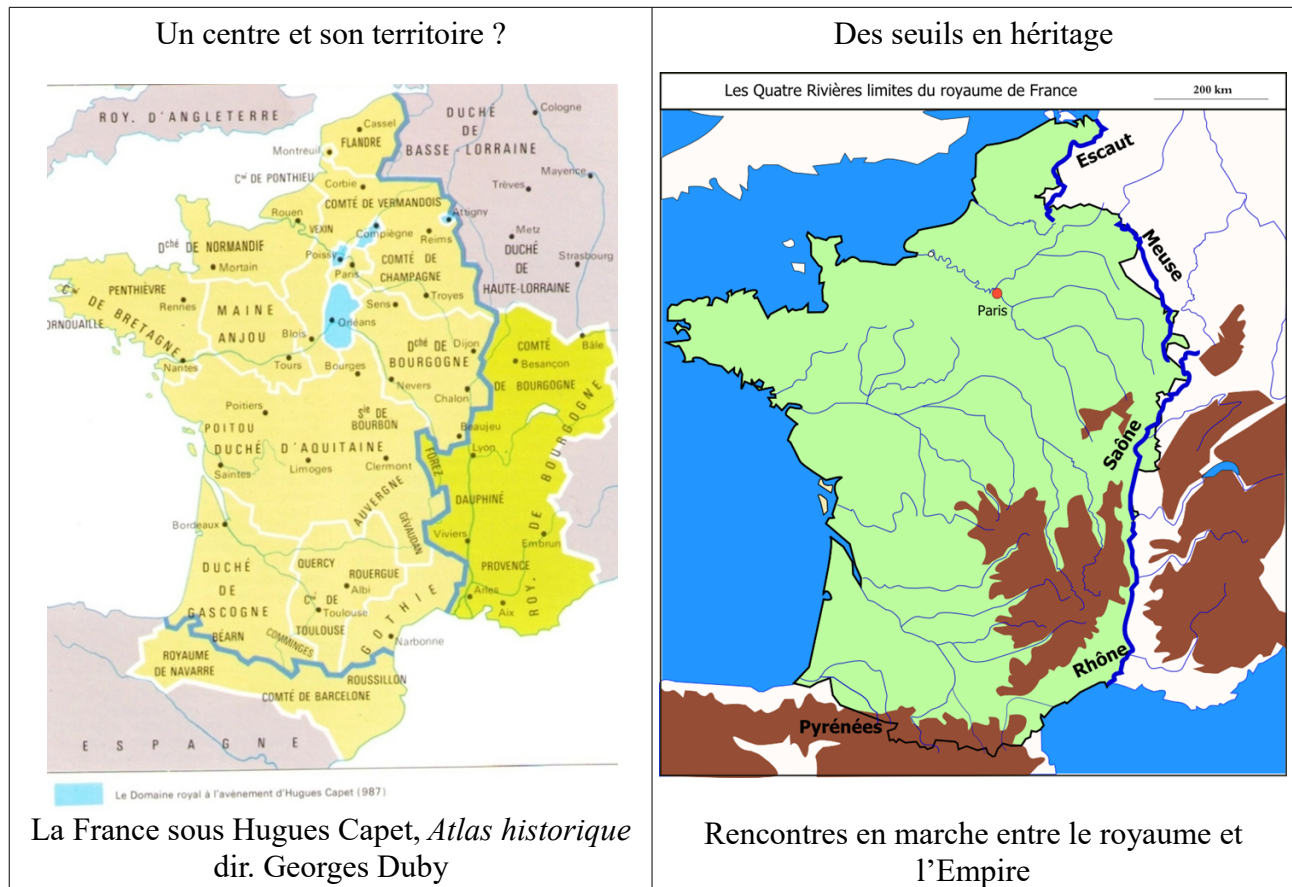 Un centre et son territoire ?
ROY. D'ANGLETERRE
DUCHÉ
DE
BASSE-LORRAINE
Cologne
Cassel
FLANDRE
Montreuil
Cté DE PONTHIEU
Mayence
Trèves
Corbie
COMTÉ DE VERMANDOIS
Attigny
Rouen
VEXIN
Compiègne
Reims
Metz
Dché DE NORMANDIE
Poissy
Paris
COMTÉ
DE
CHAMPAGNE
DUCHÉ
DE
HAUTE-LORRAINE
Strasbourg
Mortain
PENTHIÈVRE
Rennes
Cté DE BRETAGNE
ORNOUAILLE
MAINE
ANJOU
Sens
Troyes
Orléans
Blois
Tours
Nantes
Bourges
Dché DE
BOURGOGNE
Dijon
COMTÉ
Besançon
DE BOURGOGNE
Bâle
Nevers
Chalon
Poitiers
POITOU
Sie DE
BOURBON
Beaujeu
DUCHÉ D'AQUITAINE
Saintes
Limoges
Clermont
FOREZ
Lyon
AUVERGNE
DAUPHINÉ
Bordeaux
GÉVAUDAN
Viviers
Embrun
ROY. DE BOURGOGNE
QUERCY
ROUERGUE
PROVENCE
DUCHÉ
DE
GASCOGNE
Albi
Cté DE
Toulouse
TOULOUSE
GOTHIE
Arles
Aix
BÉARN
COMMINGES
Narbonne
ROYAUME
DE NAVARRE
ROUSSILLON
COMTÉ DE BARCELONE
ESPAGNE
Le Domaine royal à l'avènement d'Hugues Capet (987)
La France sous Hugues Capet, Atlas historique
dir. Georges Duby
Des seuils en héritage
Les Quatre Rivières limites du royaume de France
200 km
Escaut
Meuse
Paris
Saône
Rhône
Pyrénées
Rencontres en marche entre le royaume et
l’Empire